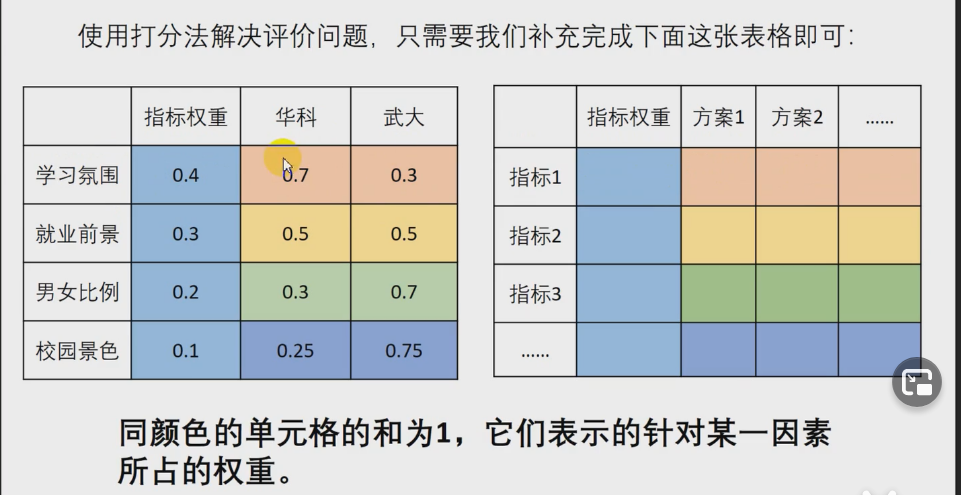 使用打分法解决评价问题，只需要我们补充完成下面这张表格即可：
指标权重 华科 武大
学习氛围 0.4 0.7 0.3
就业前景 0.3 0.5 0.5
男女比例 0.2 0.3 0.7
校园景色 0.1 0.25 0.75
指标权重 方案1 方案2 ……
指标1
指标2
指标3
……
同颜色的单元格的和为1，它们表示的针对某一因素
所占的权重。